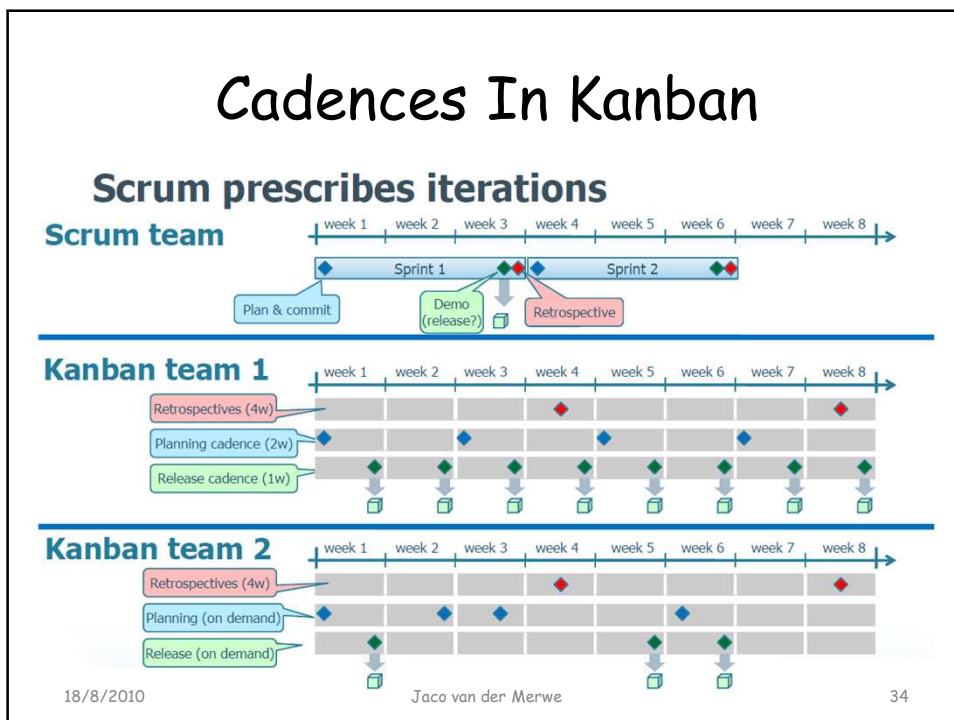 Cadences In Kanban
Scrum prescribes iterations
Scrum team
week 1 week 2 week 3 week 4 week 5 week 6 week 7 week 8
Sprint 1 Sprint 2
Plan & commit
Demo
(release?)
Retrospective
Kanban team 1
week 1 week 2 week 3 week 4 week 5 week 6 week 7 week 8
Retrospectives (4w)
Planning cadence (2w)
Release cadence (1w)
Kanban team 2
week 1 week 2 week 3 week 4 week 5 week 6 week 7 week 8
Retrospectives (4w)
Planning (on demand)
Release (on demand)
18/8/2010 Jaco van der Merwe 34